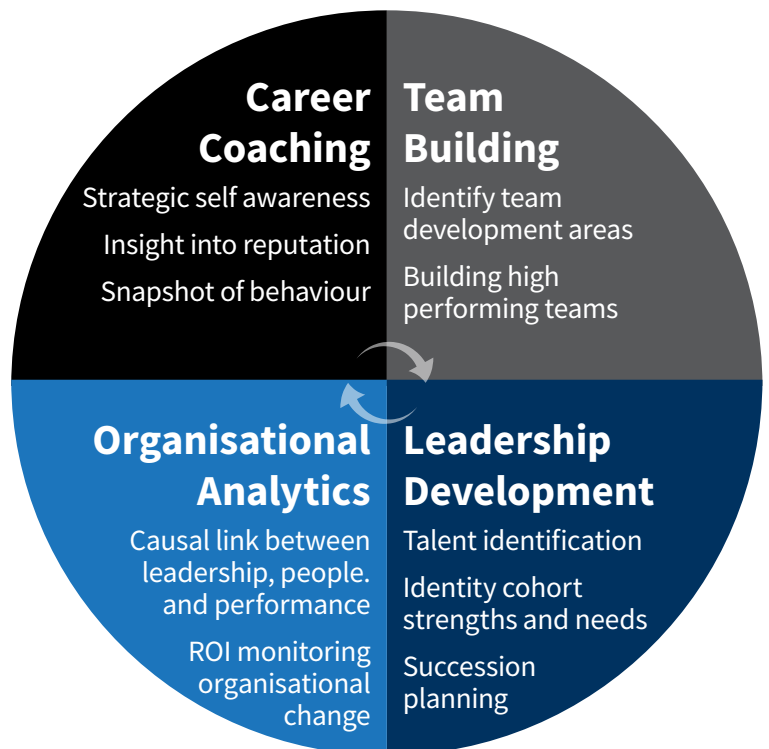 Career
Coaching
Strategic self awareness
Insight into reputation
Snapshot of behaviour
Team
Building
Identify team
development areas
Building high
performing teams
Organisational
Analytics
Causal link between
leadership, people.
and performance
ROI monitoring
organisational
change
Leadership
Development
Talent identification
Identity cohort
strengths and needs
Succession
planning